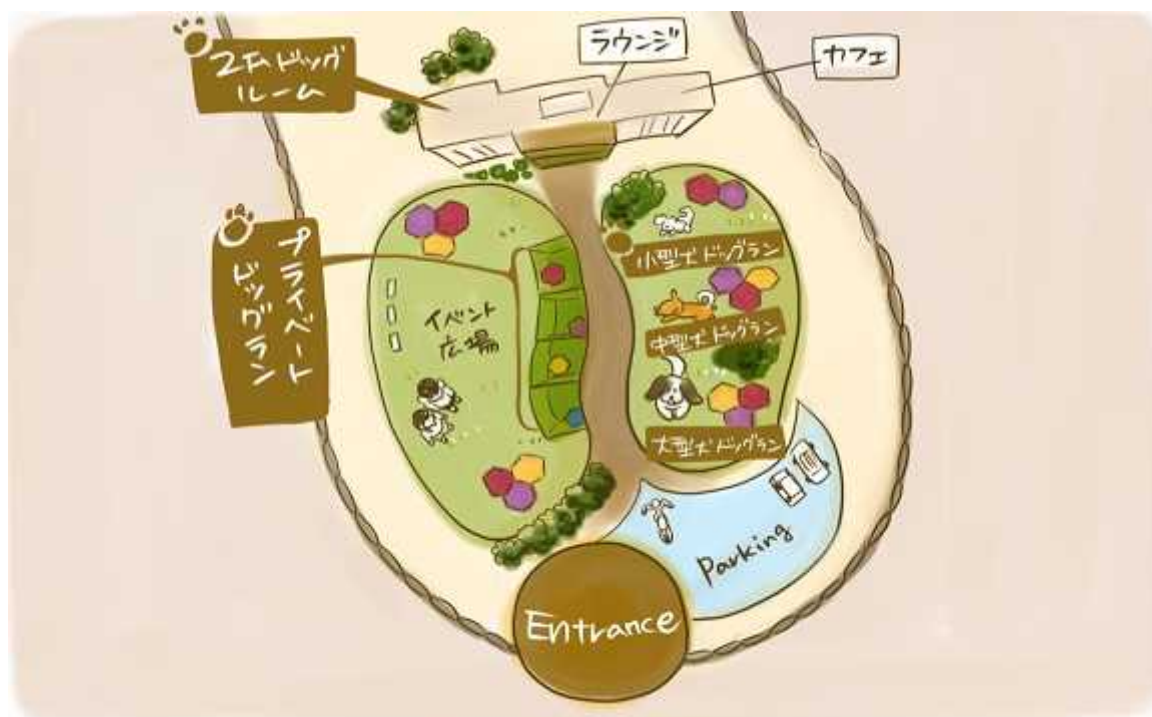 2Fドッグ
ルーム
ラウンジ
カフェ
プライベート
ドッグラン
イベント
広場
小型犬ドッグラン
中型犬ドッグラン
大型犬ドッグラン
Parking
Entrance